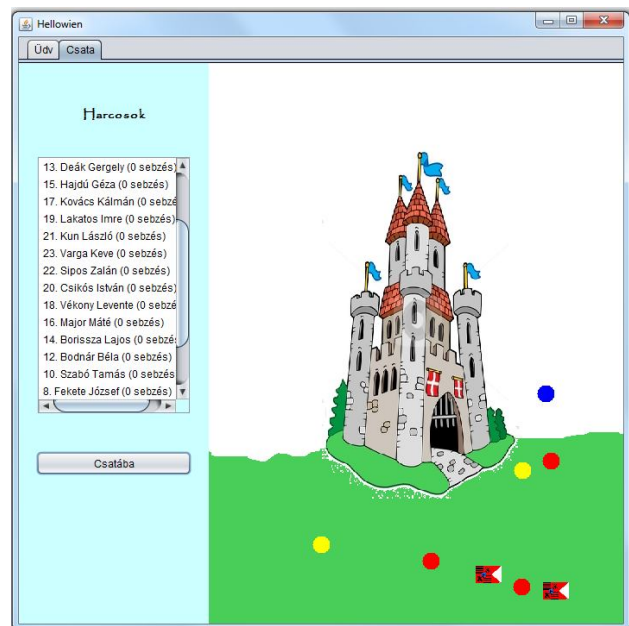 Hellowien
Üdv Csata
Harcosok
13. Deák Gergely (0 sebzés)
15. Hajdú Géza (0 sebzés)
17. Kovács Kálmán (0 sebzé
19. Lakatos Imre (0 sebzés)
21. Kun László (0 sebzés)
23. Varga Keve (0 sebzés)
22. Sipos Zalán (0 sebzés)
20. Csikós István (0 sebzés)
18. Vékony Levente (0 sebzé
16. Major Máté (0 sebzés)
14. Borissza Lajos (0 sebzés
12. Bodnár Béla (0 sebzés)
10. Szabó Tamás (0 sebzés
8. Fekete József (0 sebzés)
Csatába